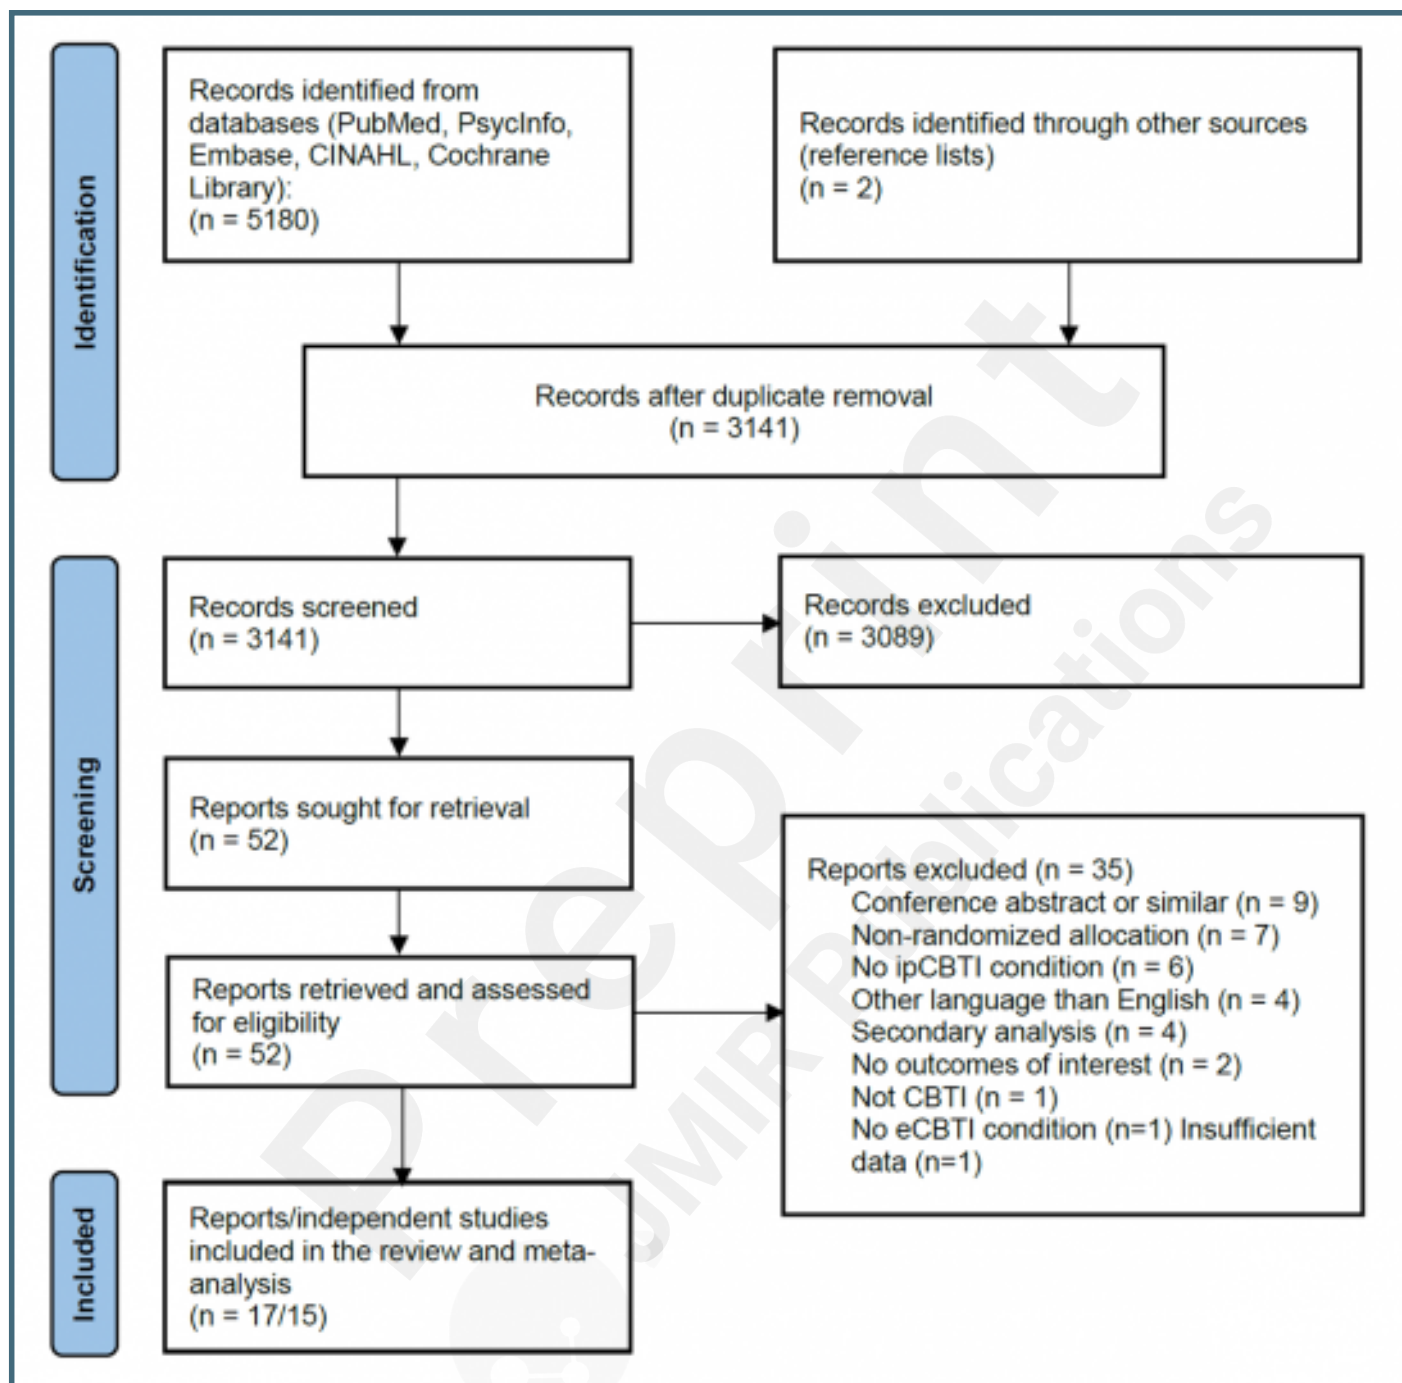 Identification
Records identified from
databases (PubMed, PsycInfo,
Embase, CINAHL, Cochrane
Library):
(n = 5180)
Records identified through other sources
(reference lists)
(n = 2)
Records after duplicate removal
(n = 3141)
Screening
Records screened
(n = 3141)
Records excluded
(n = 3089)
Reports sought for retrieval
(n = 52)
Reports retrieved and assessed
for eligibility
(n = 52)
Reports excluded (n = 35)
Conference abstract or similar (n = 9)
Non-randomized allocation (n = 7)
No ipCBTI condition (n = 6)
Other language than English (n = 4)
Secondary analysis (n = 4)
No outcomes of interest (n = 2)
Not CBTI (n = 1)
No eCBTI condition (n=1) Insufficient
data (n=1)
Included
Reports/independent studies
included in the review and meta-
analysis
(n = 17/15)
Preprint
JMIR Publications